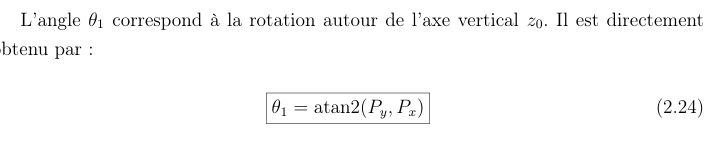 L'angle θ₁ correspond à la rotation autour de l'axe vertical z₀. Il est directement
obtenu par :
θ₁ = atan2(Pᵧ, Pₓ) (2.24)